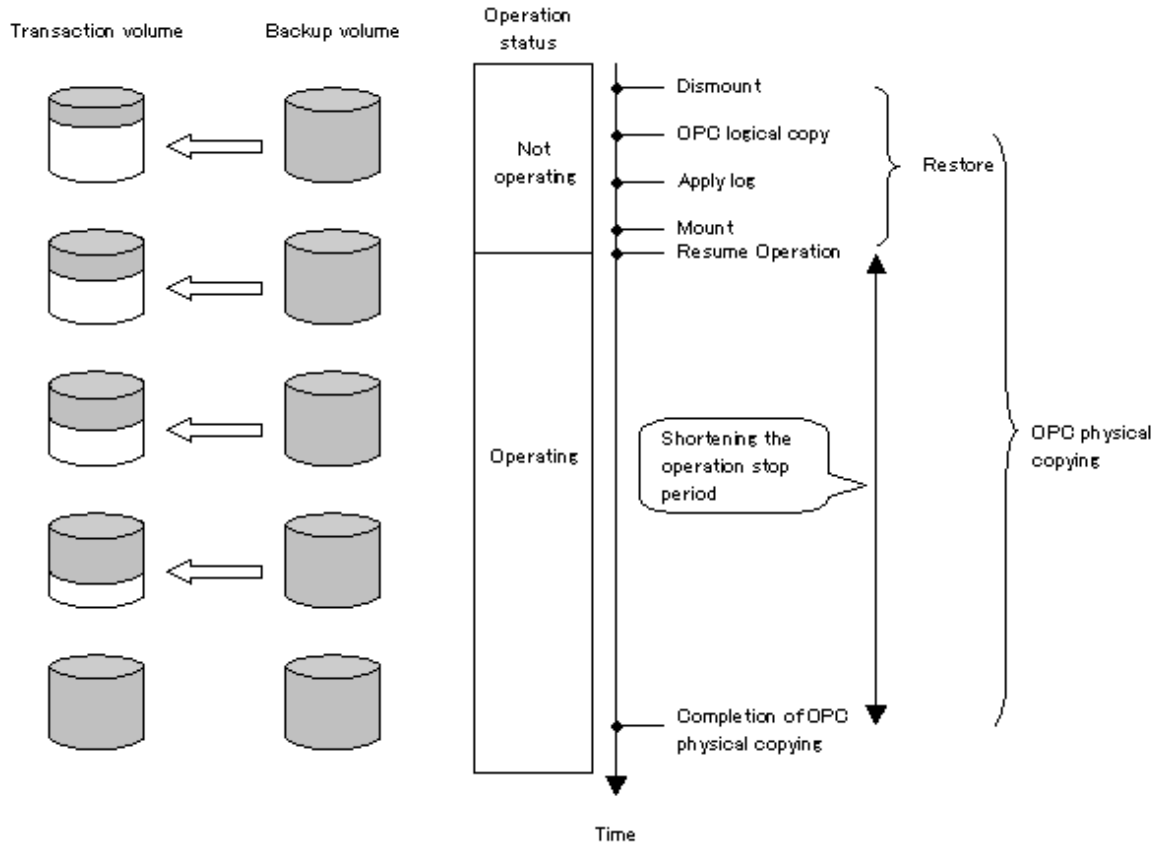 Transaction volume
Backup volume
Operation
status
Not
operating
Operating
Dismount
OPC logical copy
Apply log
Mount
Resume Operation
Restore
Shortening the
operation stop
period
OPC physical
copying
Completion of OPC
physical copying
Time